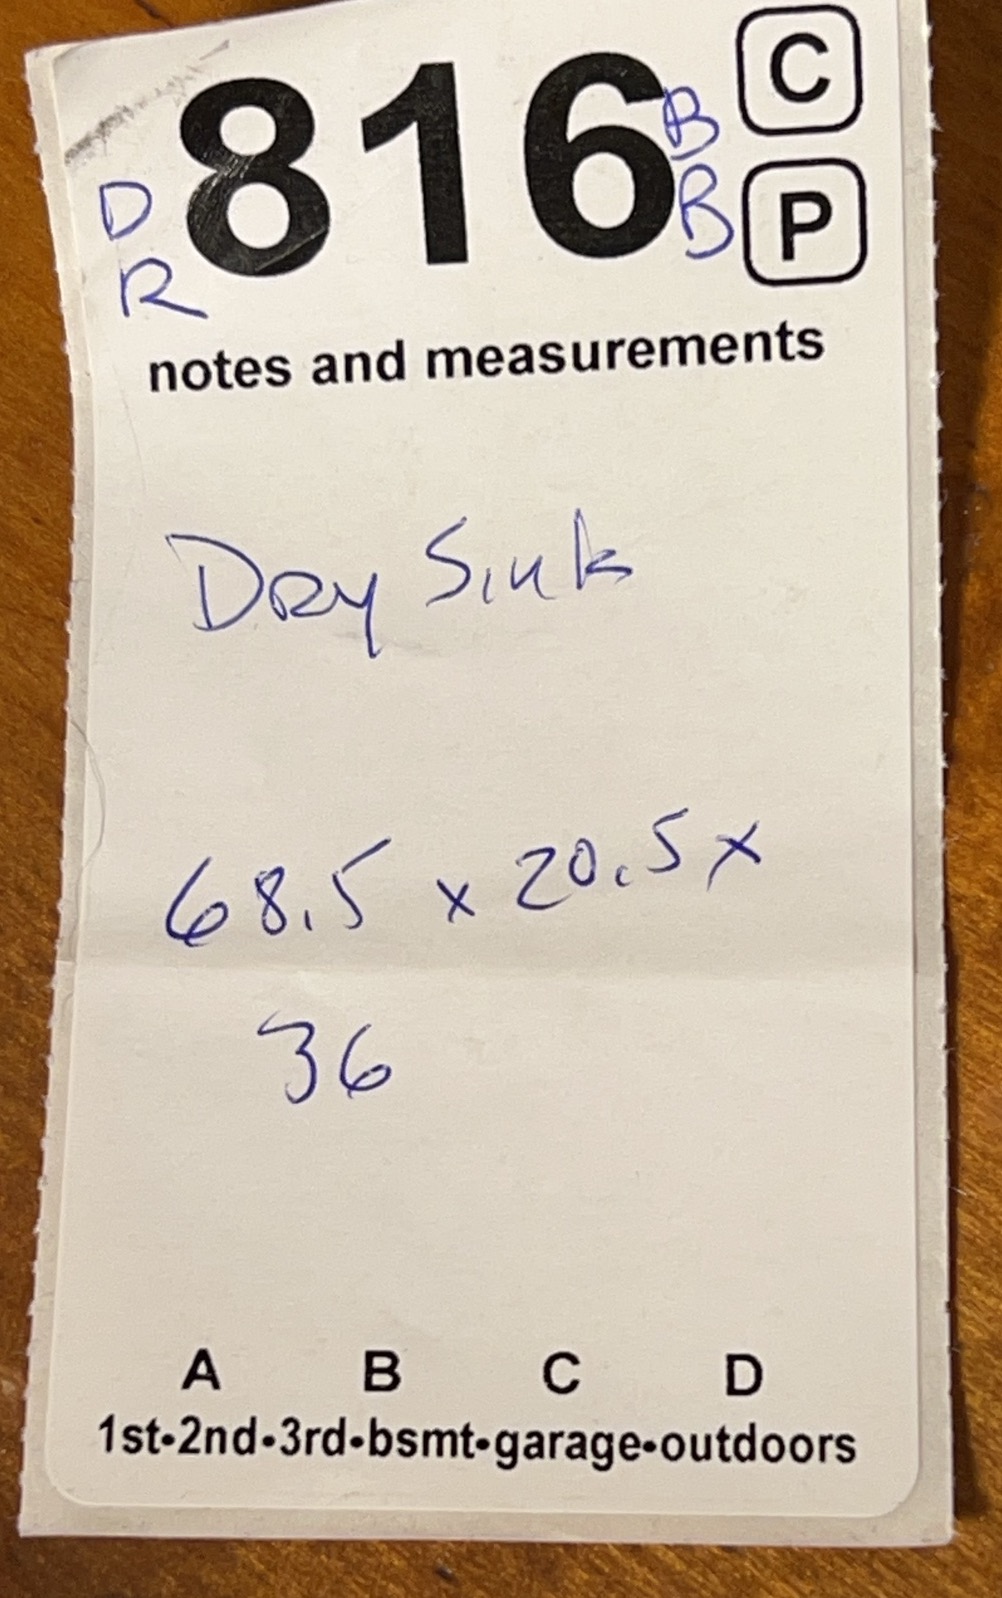 816
C
P
B
B
D
R
notes and measurements
Dry Sink
68.5 x 20.5 x
36
A B C D
1st•2nd•3rd•bsmt•garage•outdoors